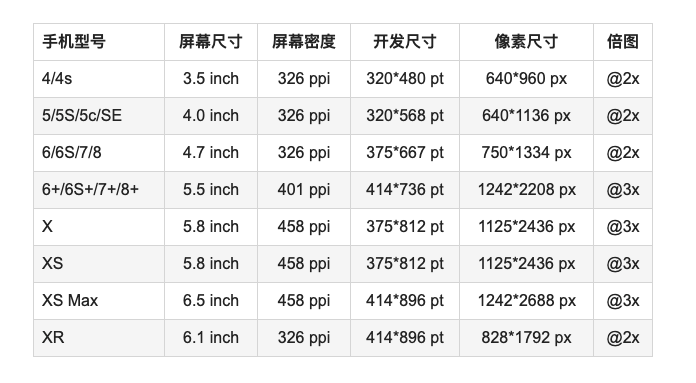 手机型号 屏幕尺寸 屏幕密度 开发尺寸 像素尺寸 倍图
4/4s 3.5 inch 326 ppi 320*480 pt 640*960 px @2x
5/5S/5c/SE 4.0 inch 326 ppi 320*568 pt 640*1136 px @2x
6/6S/7/8 4.7 inch 326 ppi 375*667 pt 750*1334 px @2x
6+/6S+/7+/8+ 5.5 inch 401 ppi 414*736 pt 1242*2208 px @3x
X 5.8 inch 458 ppi 375*812 pt 1125*2436 px @3x
XS 5.8 inch 458 ppi 375*812 pt 1125*2436 px @3x
XS Max 6.5 inch 458 ppi 414*896 pt 1242*2688 px @3x
XR 6.1 inch 326 ppi 414*896 pt 828*1792 px @2x